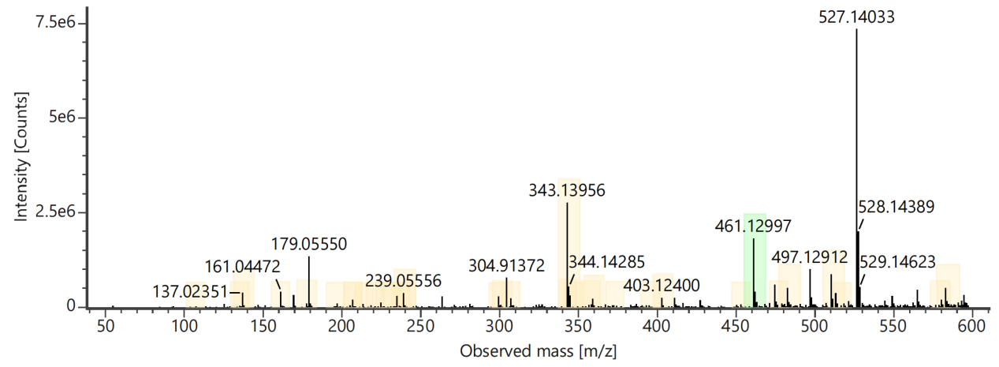 7.5e6
527.14033
Intensity [Counts]
5e6
2.5e6
343.13956
528.14389
461.12997
179.05550
497.12912
304.91372
344.14285
161.04472
529.14623
239.05556
403.12400
137.02351
0
50 100 150 200 250 300 350 400 450 500 550 600
Observed mass [m/z]